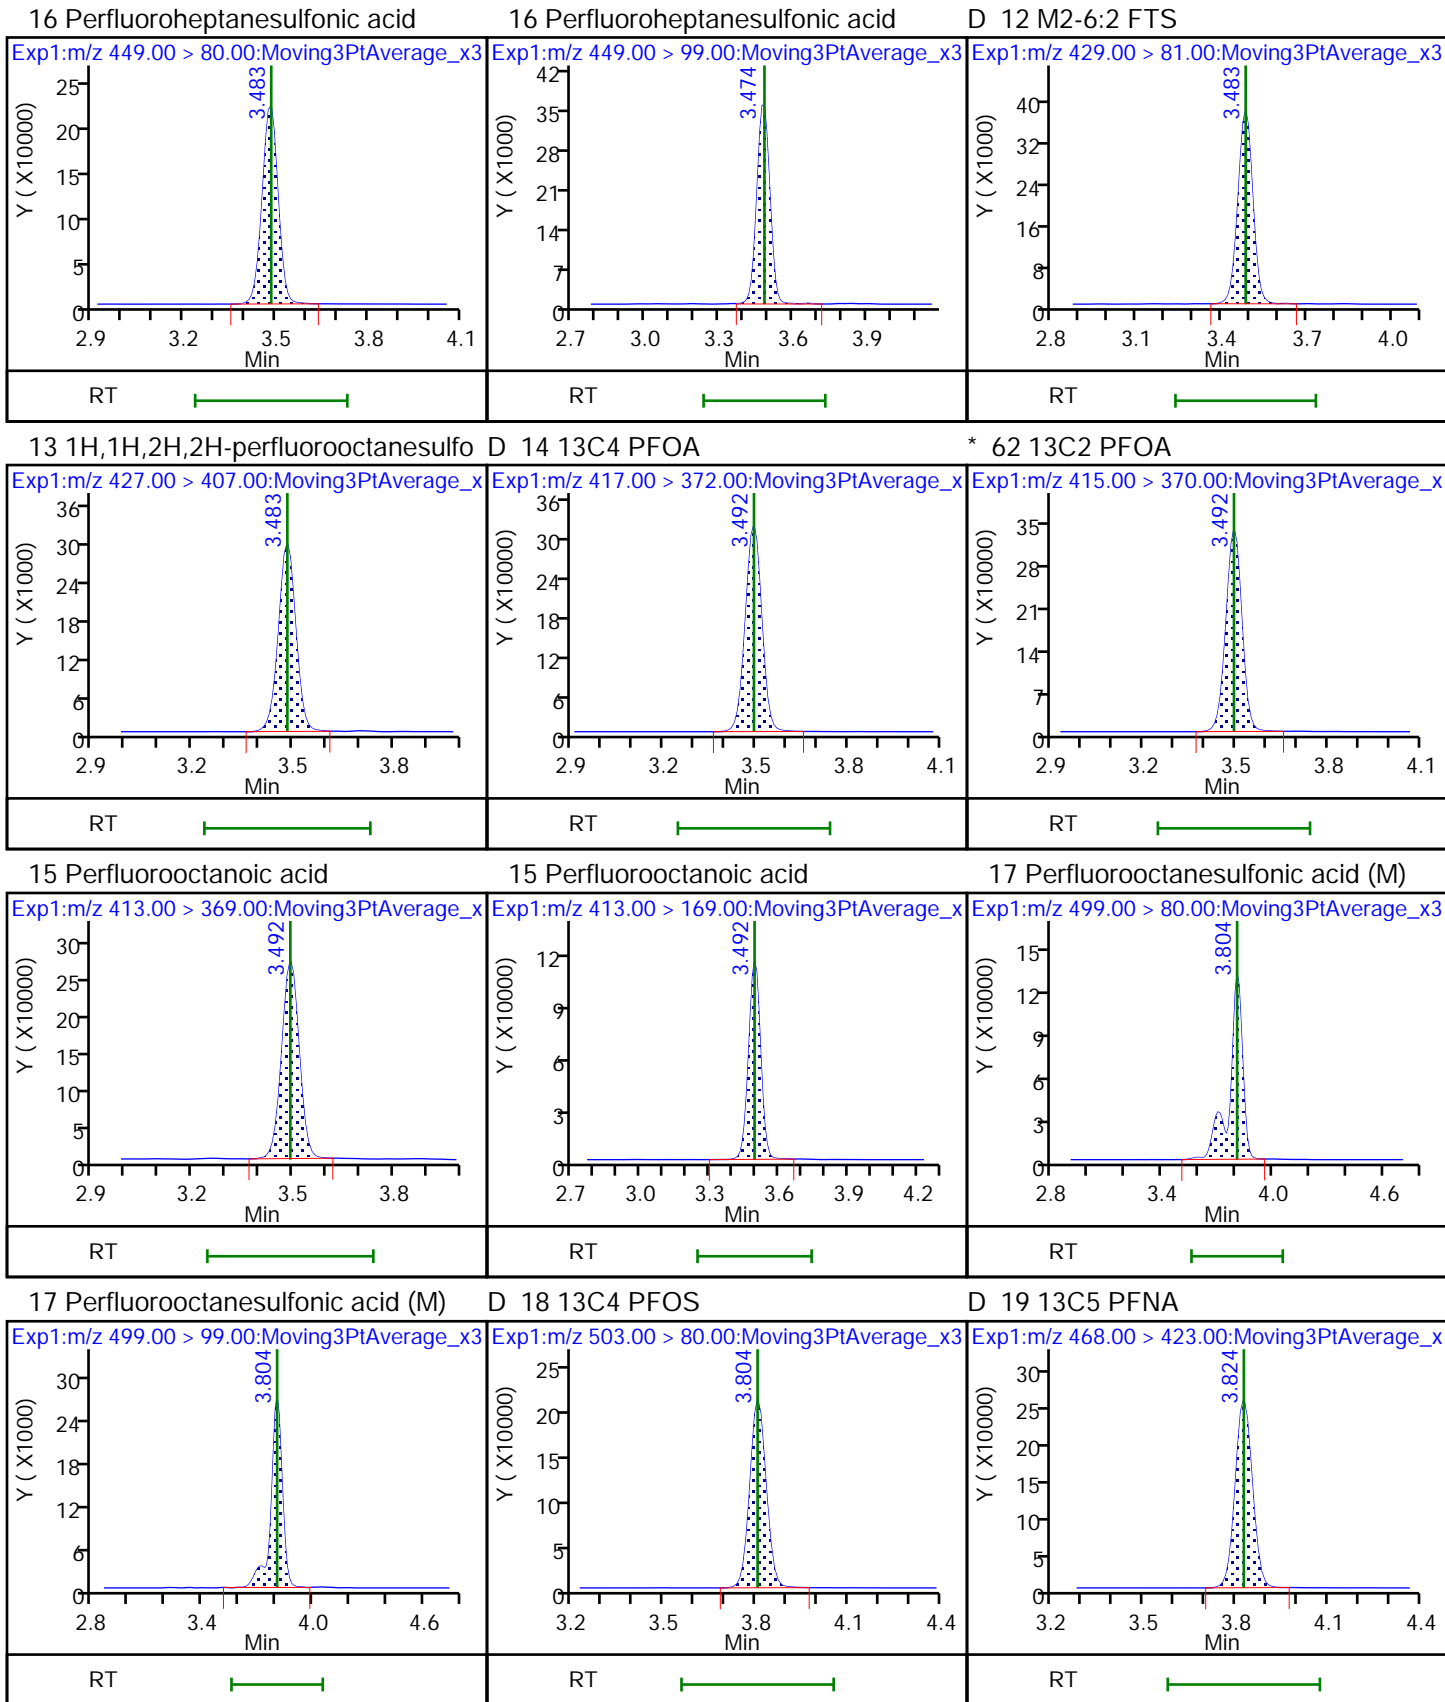 16 Perfluoroheptanesulfonic acid
Exp1:m/z 449.00 > 80.00:Moving3PtAverage_x3
3.483
Y ( X10000)
25
20
15
10
5
0
2.9 3.2 3.5 3.8 4.1
Min
RT
16 Perfluoroheptanesulfonic acid
Exp1:m/z 449.00 > 99.00:Moving3PtAverage_x3
3.474
Y ( X1000)
42
35
28
21
14
7
0
2.7 3.0 3.3 3.6 3.9
Min
RT
D 12 M2-6:2 FTS
Exp1:m/z 429.00 > 81.00:Moving3PtAverage_x3
3.483
Y ( X1000)
40
32
24
16
8
0
2.8 3.1 3.4 3.7 4.0
Min
RT
13 1H,1H,2H,2H-perfluorooctanesulfo
Exp1:m/z 427.00 > 407.00:Moving3PtAverage_x
3.483
Y ( X1000)
36
30
24
18
12
6
0
2.9 3.2 3.5 3.8
Min
RT
D 14 13C4 PFOA
Exp1:m/z 417.00 > 372.00:Moving3PtAverage_x
3.492
Y ( X10000)
36
30
24
18
12
6
0
2.9 3.2 3.5 3.8 4.1
Min
RT
* 62 13C2 PFOA
Exp1:m/z 415.00 > 370.00:Moving3PtAverage_x
3.492
Y ( X10000)
35
28
21
14
7
0
2.9 3.2 3.5 3.8 4.1
Min
RT
15 Perfluorooctanoic acid
Exp1:m/z 413.00 > 369.00:Moving3PtAverage_x
3.492
Y ( X10000)
30
25
20
15
10
5
0
2.9 3.2 3.5 3.8
Min
RT
15 Perfluorooctanoic acid
Exp1:m/z 413.00 > 169.00:Moving3PtAverage_x
3.492
Y ( X10000)
12
9
6
3
0
2.7 3.0 3.3 3.6 3.9 4.2
Min
RT
17 Perfluorooctanesulfonic acid (M)
Exp1:m/z 499.00 > 80.00:Moving3PtAverage_x3
3.804
Y ( X10000)
15
12
9
6
3
0
2.8 3.4 4.0 4.6
Min
RT
17 Perfluorooctanesulfonic acid (M)
Exp1:m/z 499.00 > 99.00:Moving3PtAverage_x3
3.804
Y ( X1000)
30
24
18
12
6
0
2.8 3.4 4.0 4.6
Min
RT
D 18 13C4 PFOS
Exp1:m/z 503.00 > 80.00:Moving3PtAverage_x3
3.804
Y ( X10000)
25
20
15
10
5
0
3.2 3.5 3.8 4.1 4.4
Min
RT
D 19 13C5 PFNA
Exp1:m/z 468.00 > 423.00:Moving3PtAverage_x
3.824
Y ( X10000)
30
25
20
15
10
5
0
3.2 3.5 3.8 4.1 4.4
Min
RT